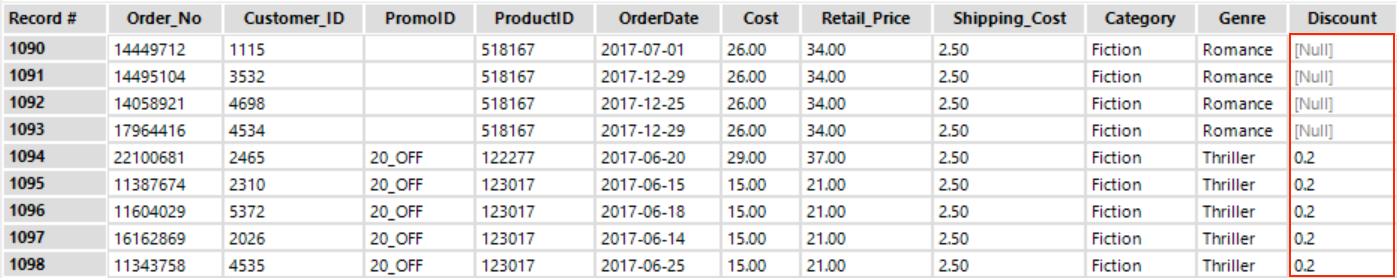 Record # Order_No Customer_ID PromoID ProductID OrderDate Cost Retail_Price Shipping_Cost Category Genre Discount
1090 14449712 1115 518167 2017-07-01 26.00 34.00 2.50 Fiction Romance [Null]
1091 14495104 3532 518167 2017-12-29 26.00 34.00 2.50 Fiction Romance [Null]
1092 14058921 4698 518167 2017-12-25 26.00 34.00 2.50 Fiction Romance [Null]
1093 17964416 4534 518167 2017-12-29 26.00 34.00 2.50 Fiction Romance [Null]
1094 22100681 2465 20_OFF 122277 2017-06-20 29.00 37.00 2.50 Fiction Thriller 0.2
1095 11387674 2310 20_OFF 123017 2017-06-15 15.00 21.00 2.50 Fiction Thriller 0.2
1096 11604029 5372 20_OFF 123017 2017-06-18 15.00 21.00 2.50 Fiction Thriller 0.2
1097 16162869 2026 20_OFF 123017 2017-06-14 15.00 21.00 2.50 Fiction Thriller 0.2
1098 11343758 4535 20_OFF 123017 2017-06-25 15.00 21.00 2.50 Fiction Thriller 0.2